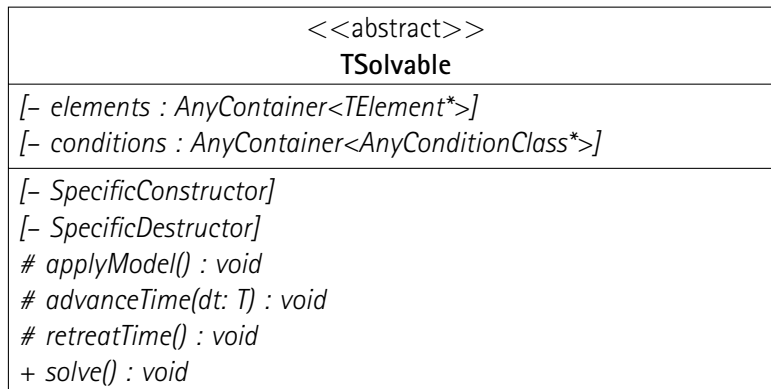 <<abstract>>
TSolvable
[– elements : AnyContainer<TElement*>]
[– conditions : AnyContainer<AnyConditionClass*>]
[– SpecificConstructor]
[– SpecificDestructor]
# applyModel() : void
# advanceTime(dt: T) : void
# retreatTime() : void
+ solve() : void